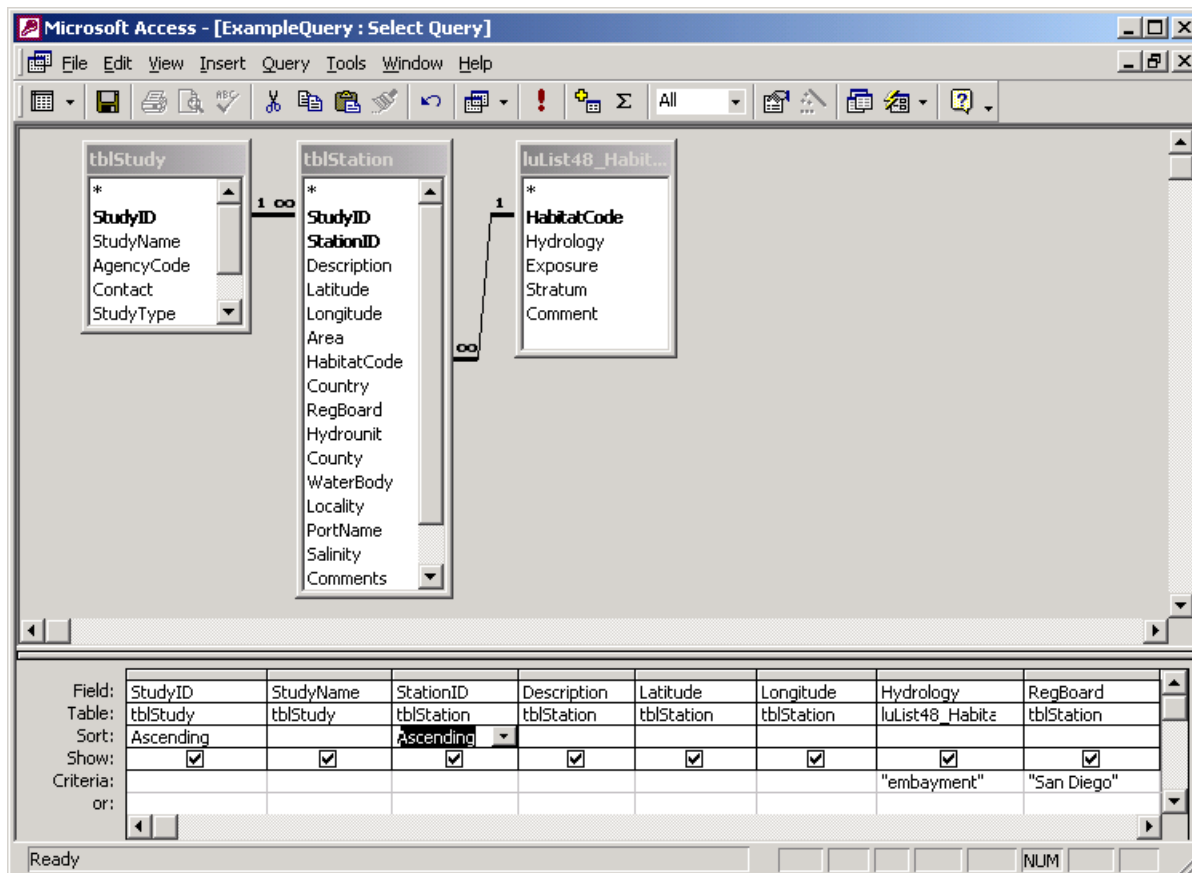 Microsoft Access - [ExampleQuery : Select Query]
File Edit View Insert Query Tools Window Help
ABC Σ All
tblStudy
*
StudyID
StudyName
AgencyCode
Contact
StudyType
1 ∞
tblStation
*
StudyID
StationID
Description
Latitude
Longitude
Area
HabitatCode
Country
RegBoard
Hydrounit
County
WaterBody
Locality
PortName
Salinity
Comments
1
∞
luList48_Habit...
*
HabitatCode
Hydrology
Exposure
Stratum
Comment
Field: StudyID StudyName StationID Description Latitude Longitude Hydrology RegBoard
Table: tblStudy tblStudy tblStation tblStation tblStation tblStation luList48_Habita tblStation
Sort: Ascending Ascending
Show:
Criteria: "embayment" "San Diego"
or:
Ready NUM